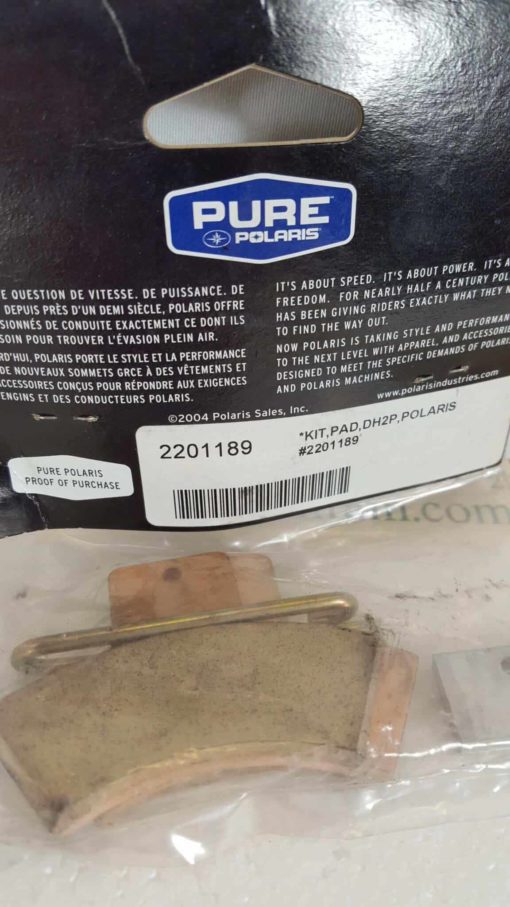 PURE
POLARIS
E QUESTION DE VITESSE. DE PUISSANCE. DE
DEPUIS PRÈS D'UN DEMI SIÈCLE, POLARIS OFFRE
SIONNÉS DE CONDUITE EXACTEMENT CE DONT ILS
SOIN POUR TROUVER L'ÉVASION PLEIN AIR.
RD'HUI, POLARIS PORTE LE STYLE ET LA PERFORMANCE
DE NOUVEAUX SOMMETS GRCE À DES VÊTEMENTS ET
CCESSOIRES CONÇUS POUR RÉPONDRE AUX EXIGENCES
ENGINS ET DES CONDUCTEURS POLARIS.
IT'S ABOUT SPEED. IT'S ABOUT POWER. IT'S A
FREEDOM. FOR NEARLY HALF A CENTURY POL
HAS BEEN GIVING RIDERS EXACTLY WHAT THEY N
TO FIND THE WAY OUT.
NOW POLARIS IS TAKING STYLE AND PERFORMAN
TO THE NEXT LEVEL WITH APPAREL, AND ACCESSORIE
DESIGNED TO MEET THE SPECIFIC DEMANDS OF POLARI
AND POLARIS MACHINES.
www.polarisindustries.com
©2004 Polaris Sales, Inc.
2201189
*KIT,PAD,DH2P,POLARIS
#2201189
PURE POLARIS
PROOF OF PURCHASE
.com